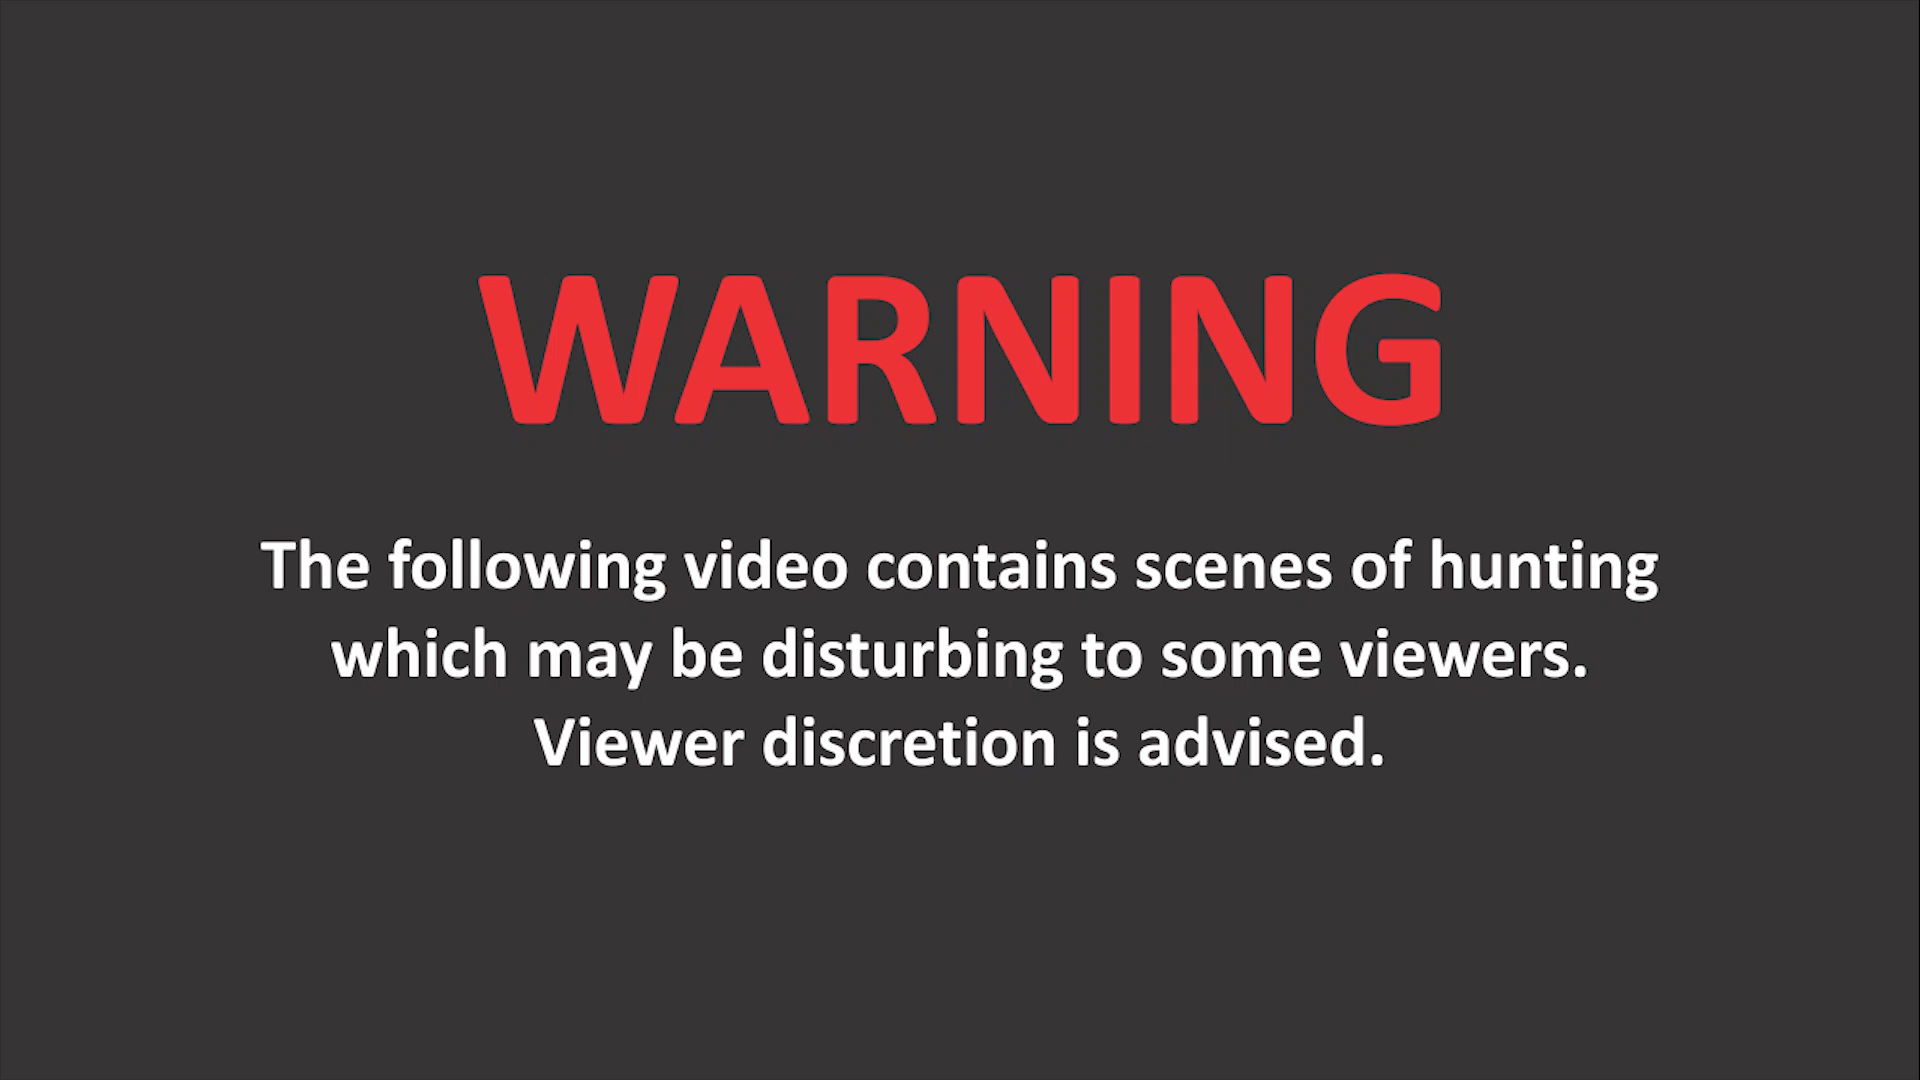 WARNING
The following video contains scenes of hunting
which may be disturbing to some viewers.
Viewer discretion is advised.